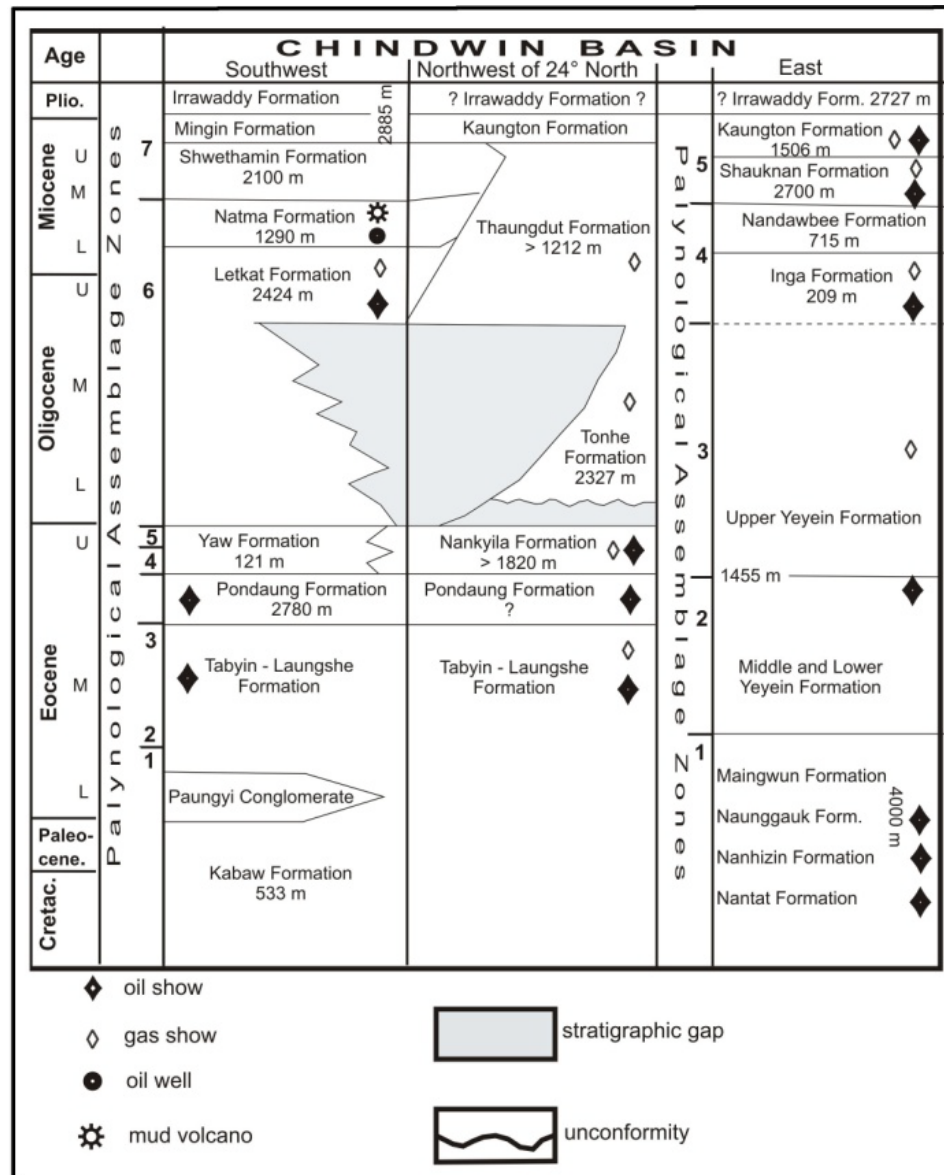 CHINDWIN BASIN
Age
Southwest
Northwest of 24° North
East
Plio.
Miocene
U
M
L
Oligocene
U
M
L
Eocene
U
M
L
Paleo-
cene.
Cretac.
Palynological Assemblage Zones
7
6
5
4
3
2
1
Irrawaddy Formation
Mingin Formation
2885 m
Shwethamin Formation
2100 m
Natma Formation
1290 m
Letkat Formation
2424 m
Yaw Formation
121 m
Pondaung Formation
2780 m
Tabyin - Laungshe
Formation
Paungyi Conglomerate
Kabaw Formation
533 m
? Irrawaddy Formation ?
Kaungton Formation
Thaungdut Formation
> 1212 m
Tonhe
Formation
2327 m
Nankyila Formation
> 1820 m
Pondaung Formation
?
Tabyin - Laungshe
Formation
Palynological Assemblage Zones
5
4
3
2
1
? Irrawaddy Form. 2727 m
Kaungton Formation
1506 m
Shauknan Formation
2700 m
Nandawbee Formation
715 m
Inga Formation
209 m
Upper Yeyein Formation
1455 m
Middle and Lower
Yeyein Formation
Maingwun Formation
Naunggauk Form.
4000 m
Nanhizin Formation
Nantat Formation
oil show
gas show
oil well
mud volcano
stratigraphic gap
unconformity